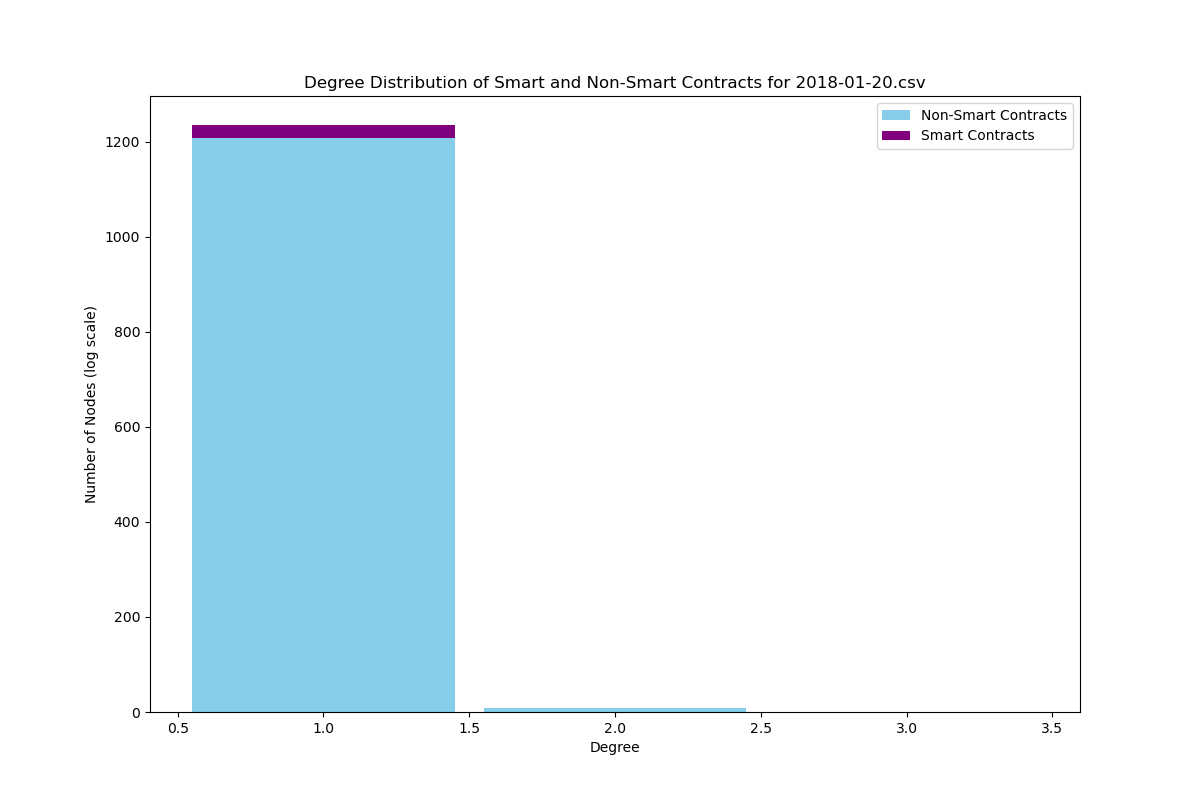 Degree Distribution of Smart and Non-Smart Contracts for 2018-01-20.csv
Non-Smart Contracts
Smart Contracts
1200
1000
800
600
400
200
0
Number of Nodes (log scale)
0.5 1.0 1.5 2.0 2.5 3.0 3.5
Degree